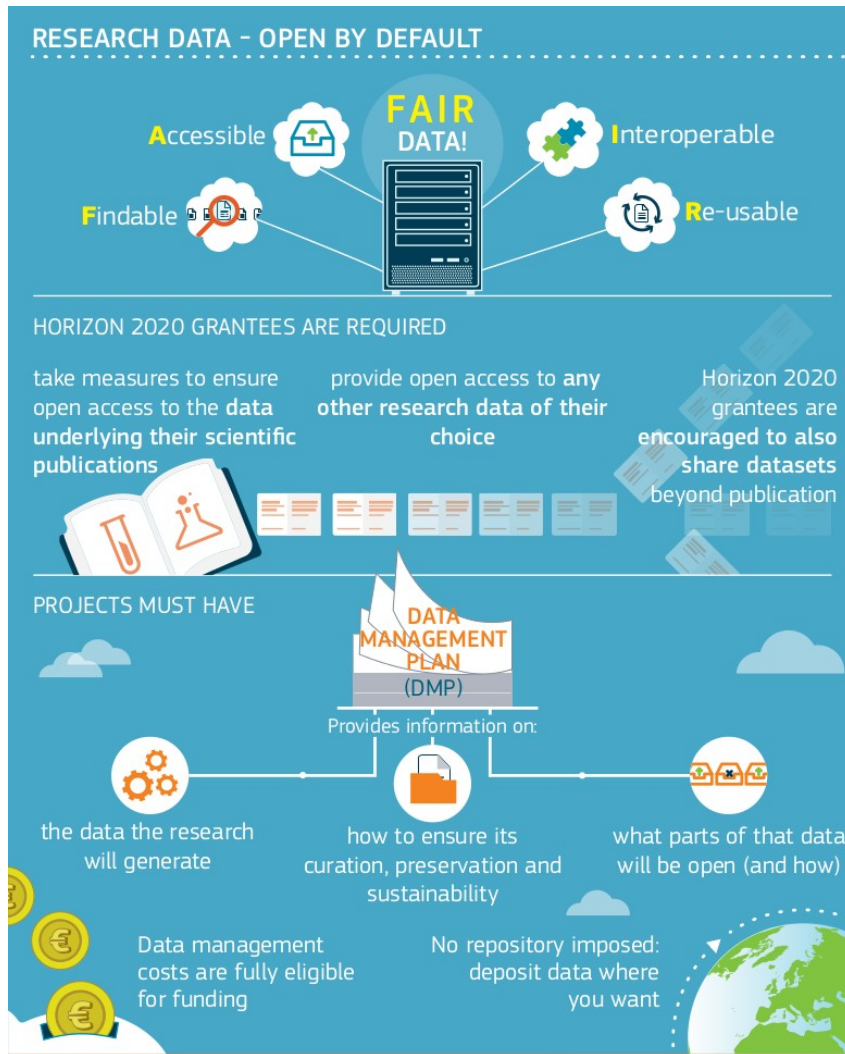 RESEARCH DATA - OPEN BY DEFAULT
FAIR
DATA!
Accessible
Interoperable
Findable
Re-usable
HORIZON 2020 GRANTEES ARE REQUIRED
take measures to ensure
open access to the data
underlying their scientific
publications
provide open access to any
other research data of their
choice
Horizon 2020
grantees are
encouraged to also
share datasets
beyond publication
PROJECTS MUST HAVE
DATA
MANAGEMENT
PLAN
(DMP)
Provides information on:
the data the research
will generate
how to ensure its
curation, preservation and
sustainability
what parts of that data
will be open (and how)
Data management
costs are fully eligible
for funding
No repository imposed:
deposit data where
you want
€
€
€